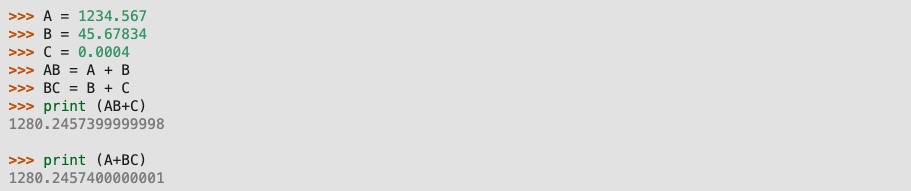 >>> A = 1234.567
>>> B = 45.67834
>>> C = 0.0004
>>> AB = A + B
>>> BC = B + C
>>> print (AB+C)
1280.2457399999998
>>> print (A+BC)
1280.2457400000001